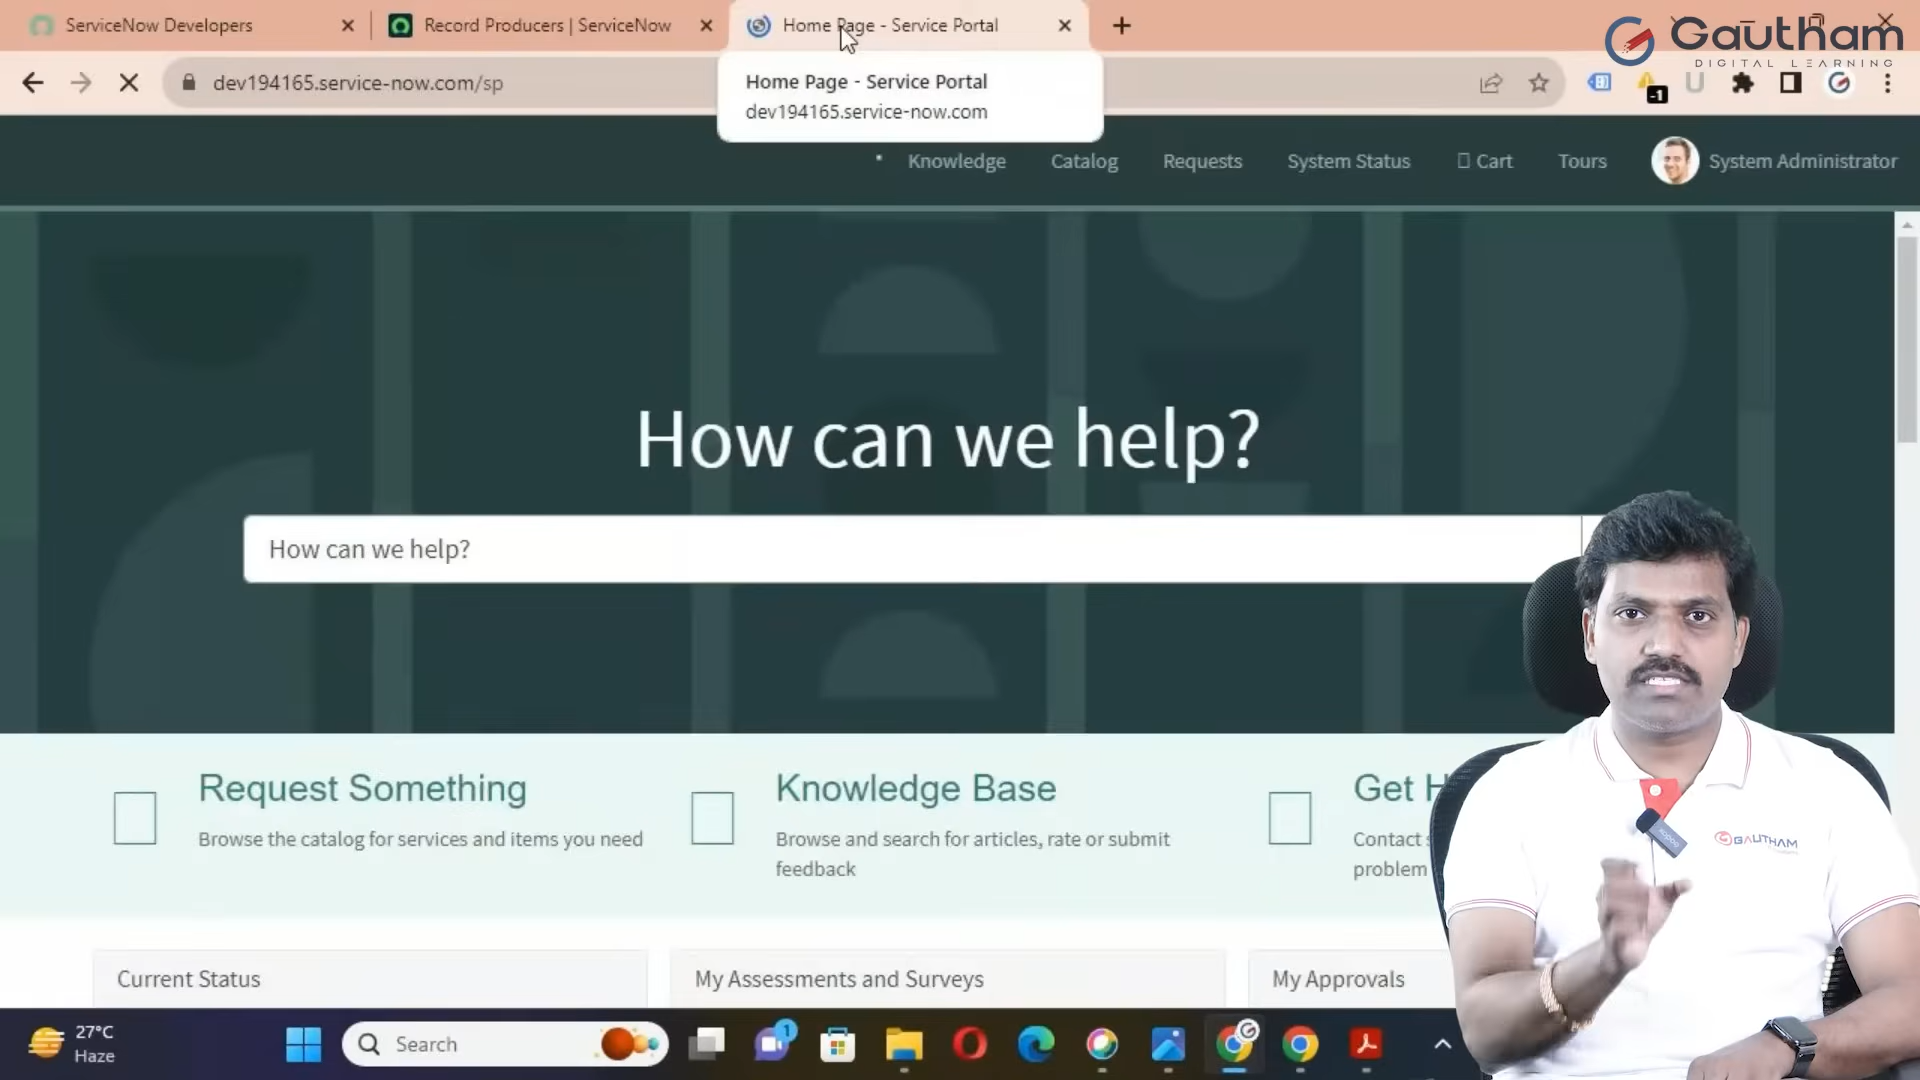 ServiceNow Developers
Record Producers | ServiceNow
Home Page - Service Portal
Gautham
DIGITAL LEARNING
dev194165.service-now.com/sp
Home Page - Service Portal
dev194165.service-now.com
-1
Knowledge
Catalog
Requests
System Status
Cart
Tours
System Administrator
How can we help?
How can we help?
Request Something
Browse the catalog for services and items you need
Knowledge Base
Browse and search for articles, rate or submit
feedback
Get H
Contact
problem
GAUTHAM
Current Status
My Assessments and Surveys
My Approvals
27°C
Haze
Search
1